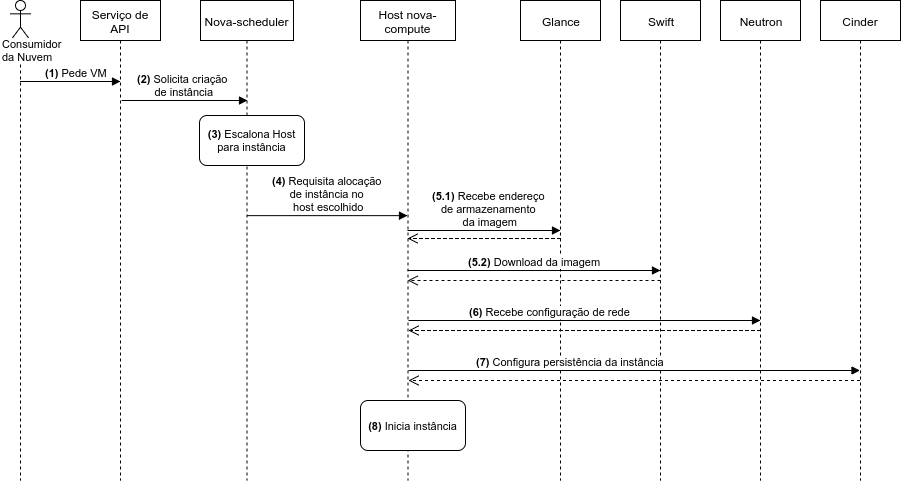 Serviço de
API
Nova-scheduler
Host nova-
compute
Glance
Swift
Neutron
Cinder
Consumidor
da Nuvem
(1) Pede VM
(2) Solicita criação
de instância
(3) Escalona Host
para instância
(4) Requisita alocação
de instância no
host escolhido
(5.1) Recebe endereço
de armazenamento
da imagem
(5.2) Download da imagem
(6) Recebe configuração de rede
(7) Configura persistência da instância
(8) Inicia instância